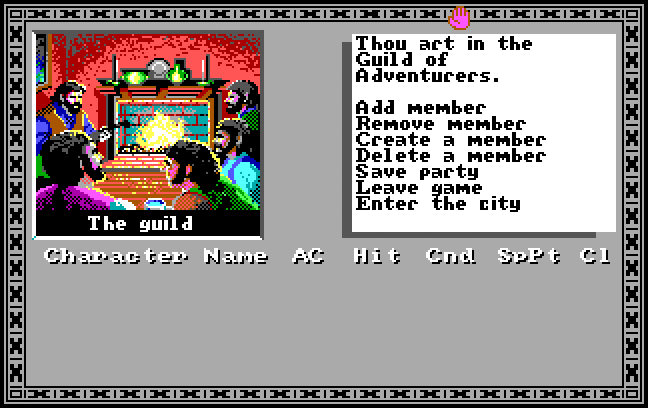 Thou art in the
Guild of
Adventurers.
Add member
Remove member
Create a member
Delete a member
Save party
Leave game
Enter the city
The guild
Character Name AC Hit Cnd SpPt Cl